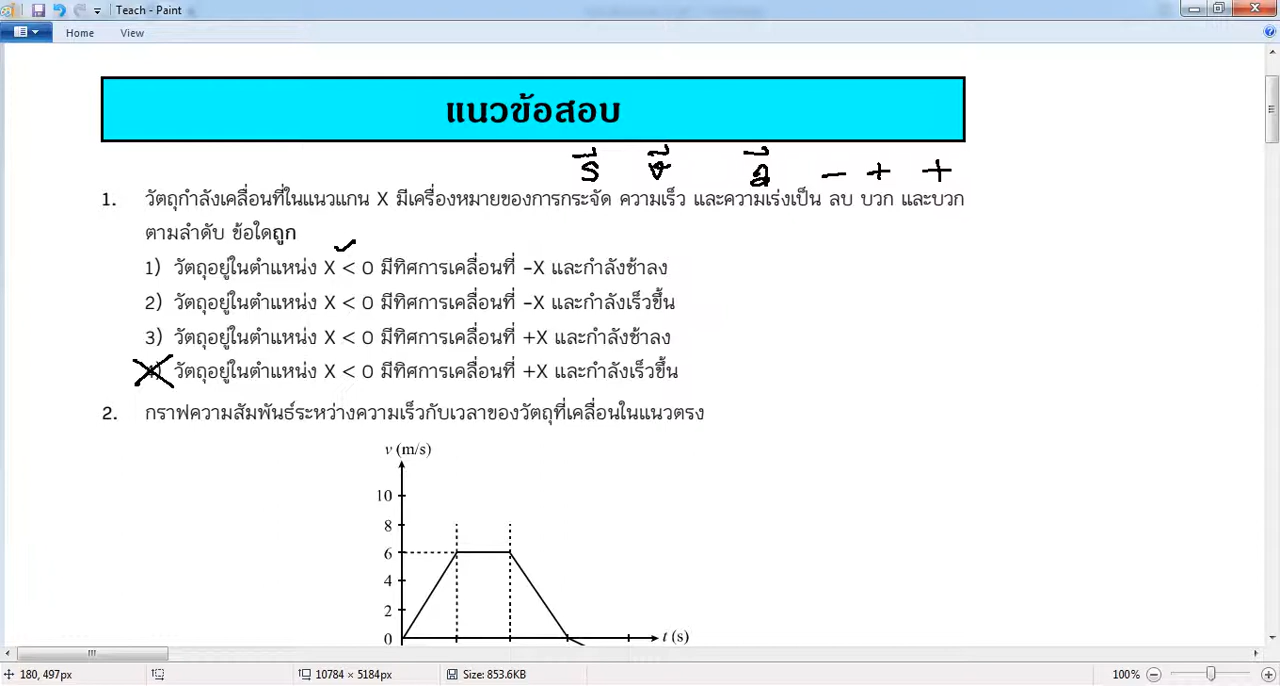 Teach - Paint
Home View
แนวข้อสอบ
s v a - + +
1. วัตถุกำลังเคลื่อนที่ในแนวแกน X มีเครื่องหมายของการกระจัด ความเร็ว และความเร่งเป็น ลบ บวก และบวก
ตามลำดับ ข้อใดถูก
1) วัตถุอยู่ในตำแหน่ง X < 0 มีทิศการเคลื่อนที่ -X และกำลังช้าลง
2) วัตถุอยู่ในตำแหน่ง X < 0 มีทิศการเคลื่อนที่ -X และกำลังเร็วขึ้น
3) วัตถุอยู่ในตำแหน่ง X < 0 มีทิศการเคลื่อนที่ +X และกำลังช้าลง
4) วัตถุอยู่ในตำแหน่ง X < 0 มีทิศการเคลื่อนที่ +X และกำลังเร็วขึ้น
2. กราฟความสัมพันธ์ระหว่างความเร็วกับเวลาของวัตถุที่เคลื่อนในแนวตรง
v (m/s)
10
8
6
4
2
0
t (s)
180, 497px 10784 × 5184px Size: 853.6KB 100%